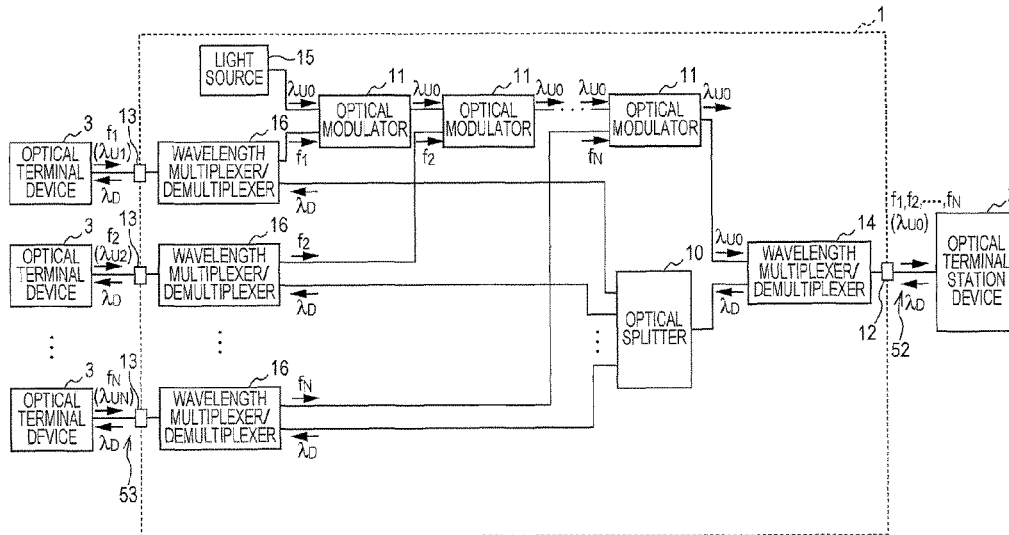 1
LIGHT
SOURCE
15
λU0
11
OPTICAL
MODULATOR
λU0
11
OPTICAL
MODULATOR
λU0
λU0
11
OPTICAL
MODULATOR
λU0
f1
f2
fN
3
OPTICAL
TERMINAL
DEVICE
f1
(λU1)
λD
13
16
WAVELENGTH
MULTIPLEXER/
DEMULTIPLEXER
λD
3
OPTICAL
TERMINAL
DEVICE
f2
(λU2)
λD
13
16
WAVELENGTH
MULTIPLEXER/
DEMULTIPLEXER
f2
λD
10
OPTICAL
SPLITTER
λU0
λD
14
WAVELENGTH
MULTIPLEXER/
DEMULTIPLEXER
12
f1,f2,····,fN
(λU0)
λD
52
OPTICAL
TERMINAL
STATION
DEVICE
3
OPTICAL
TERMINAL
DEVICE
fN
(λUN)
λD
13
53
16
WAVELENGTH
MULTIPLEXER/
DEMULTIPLEXER
fN
λD